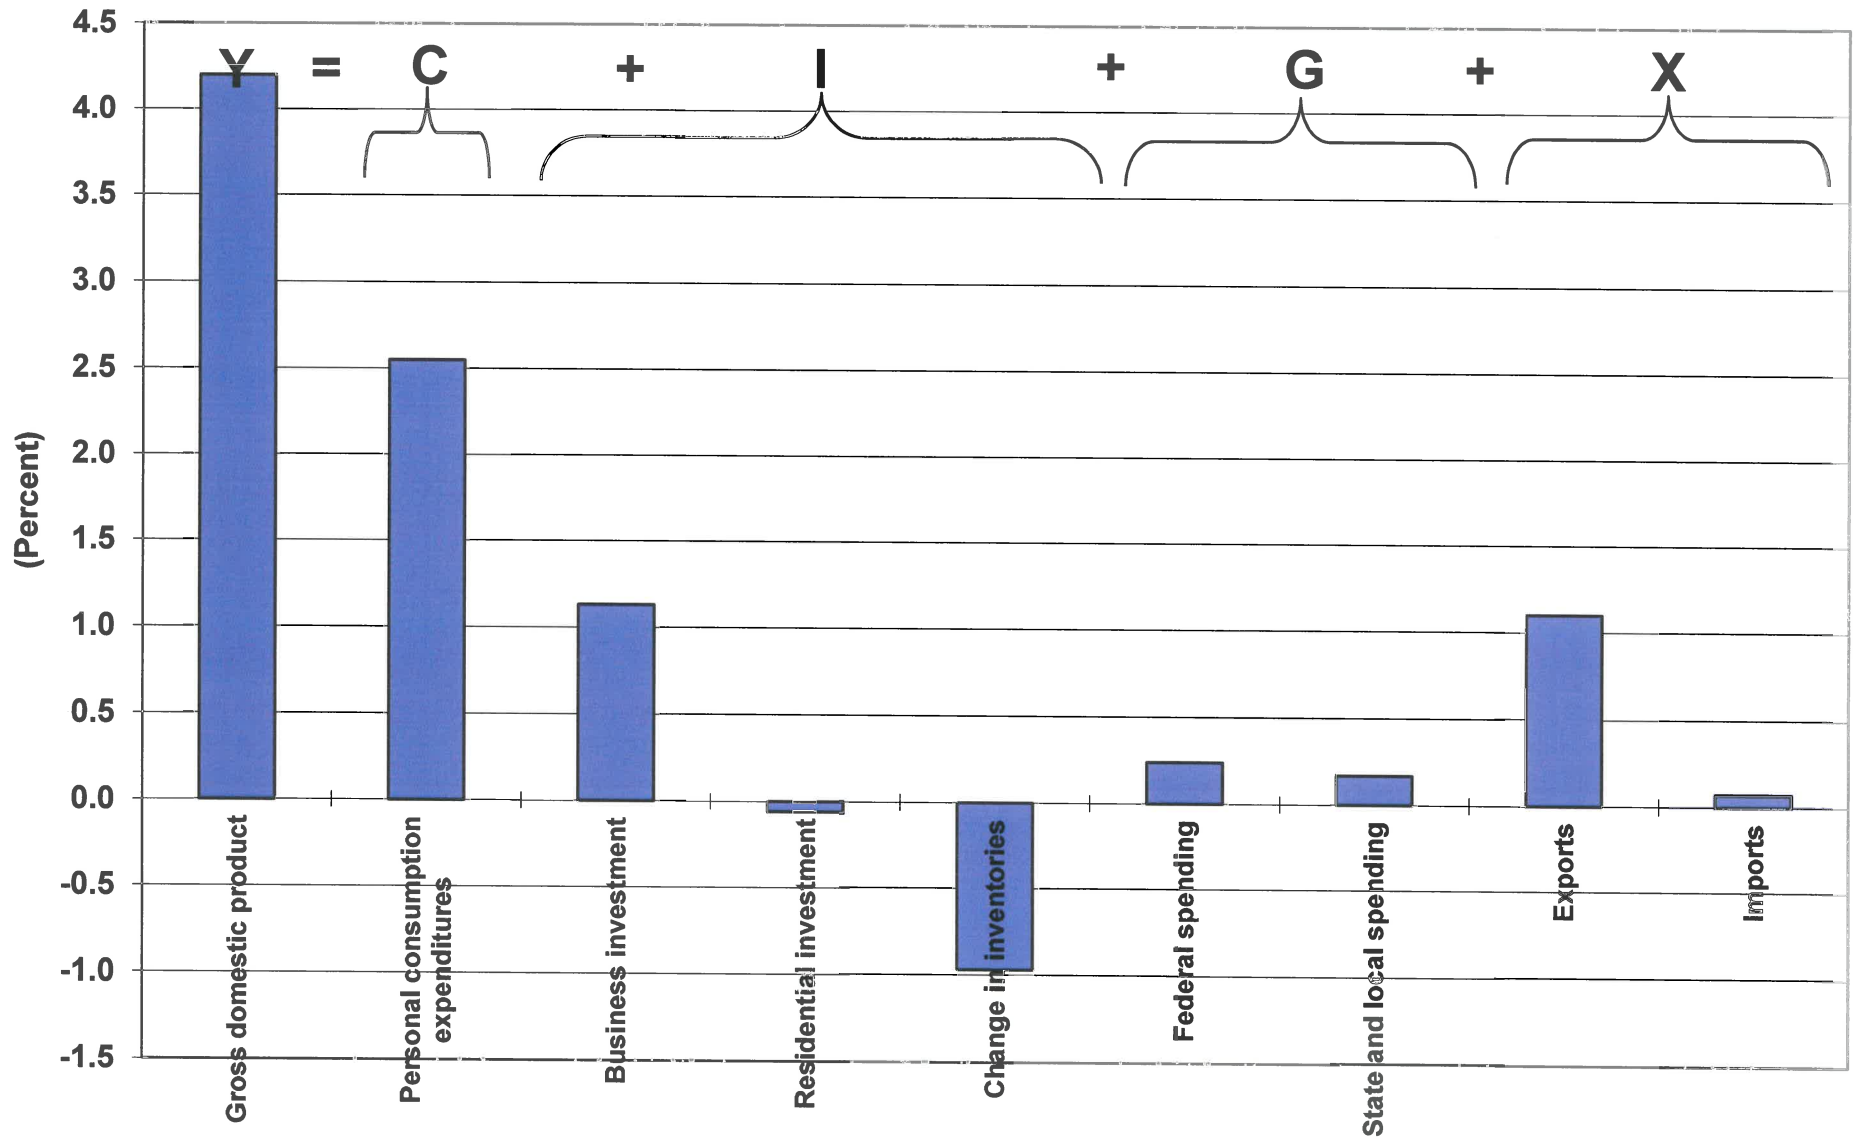 Y = C + I + G + X
(Percent)
4.5
4.0
3.5
3.0
2.5
2.0
1.5
1.0
0.5
0.0
-0.5
-1.0
-1.5
Gross domestic product
Personal consumption
expenditures
Business investment
Residential investment
Change in inventories
Federal spending
State and local spending
Exports
Imports